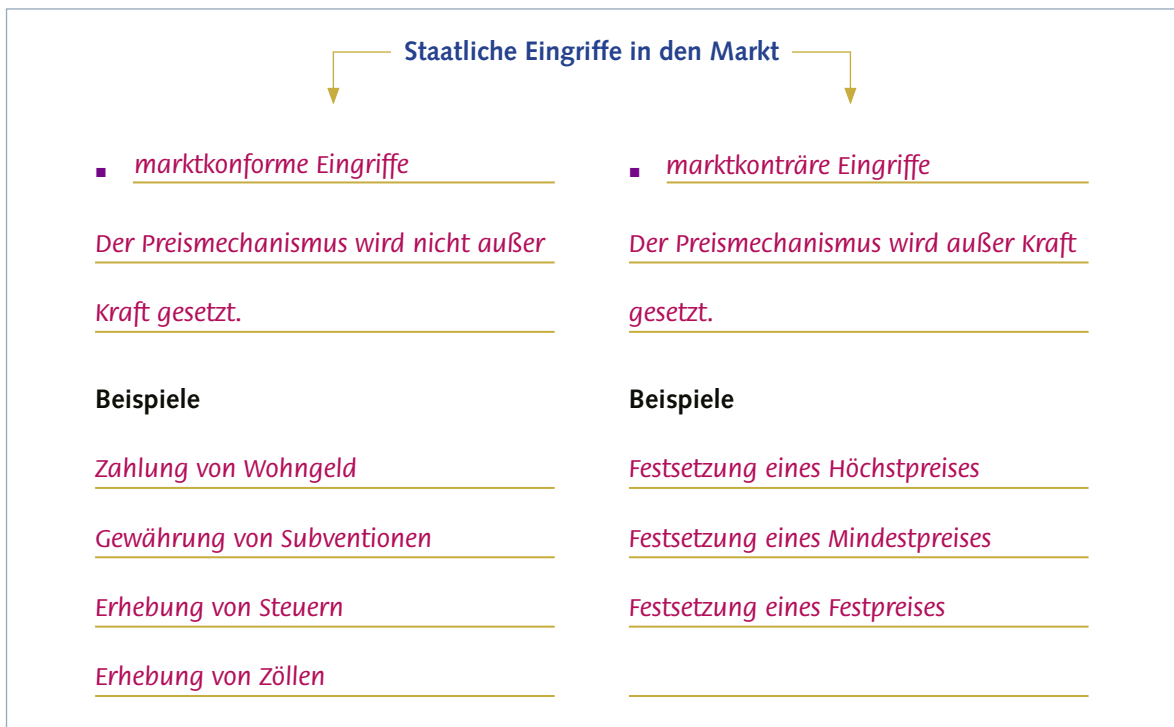 Staatliche Eingriffe in den Markt
marktkonforme Eingriffe
Der Preismechanismus wird nicht außer
Kraft gesetzt.
Beispiele
Zahlung von Wohngeld
Gewährung von Subventionen
Erhebung von Steuern
Erhebung von Zöllen
marktkonträre Eingriffe
Der Preismechanismus wird außer Kraft
gesetzt.
Beispiele
Festsetzung eines Höchstpreises
Festsetzung eines Mindestpreises
Festsetzung eines Festpreises